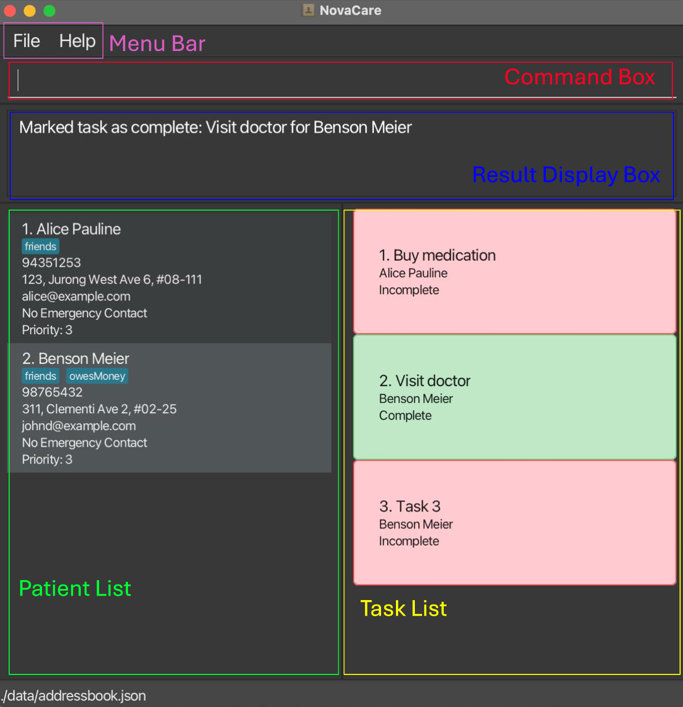 NovaCare
File Help Menu Bar
Command Box
Marked task as complete: Visit doctor for Benson Meier
Result Display Box
1. Alice Pauline
friends
94351253
123, Jurong West Ave 6, #08-111
alice@example.com
No Emergency Contact
Priority: 3
2. Benson Meier
friends owesMoney
98765432
311, Clementi Ave 2, #02-25
johnd@example.com
No Emergency Contact
Priority: 3
Patient List
1. Buy medication
Alice Pauline
Incomplete
2. Visit doctor
Benson Meier
Complete
3. Task 3
Benson Meier
Incomplete
Task List
./data/addressbook.json